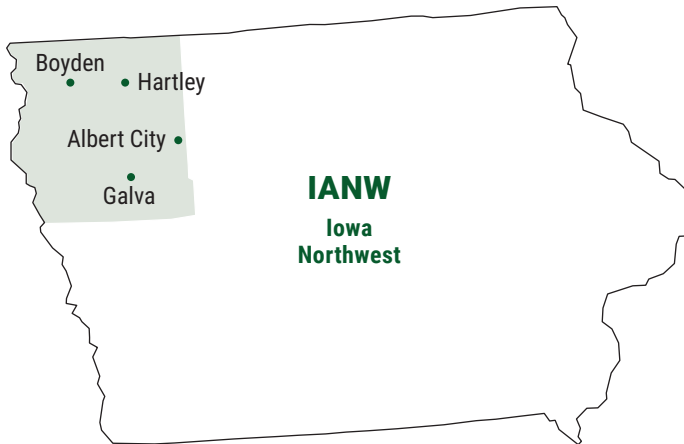 Boyden
Hartley
Albert City
Galva
IANW
Iowa
Northwest